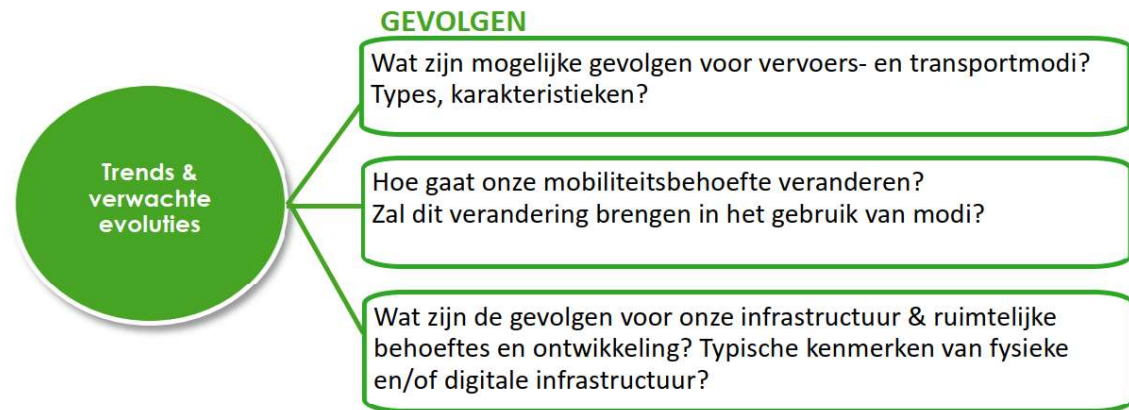 GEVOLGEN
Wat zijn mogelijke gevolgen voor vervoers- en transportmodi?
Types, karakteristieken?
Trends &
verwachte
evoluties
Hoe gaat onze mobiliteitsbehoefte veranderen?
Zal dit verandering brengen in het gebruik van modi?
Wat zijn de gevolgen voor onze infrastructuur & ruimtelijke
behoeftes en ontwikkeling? Typische kenmerken van fysieke
en/of digitale infrastructuur?